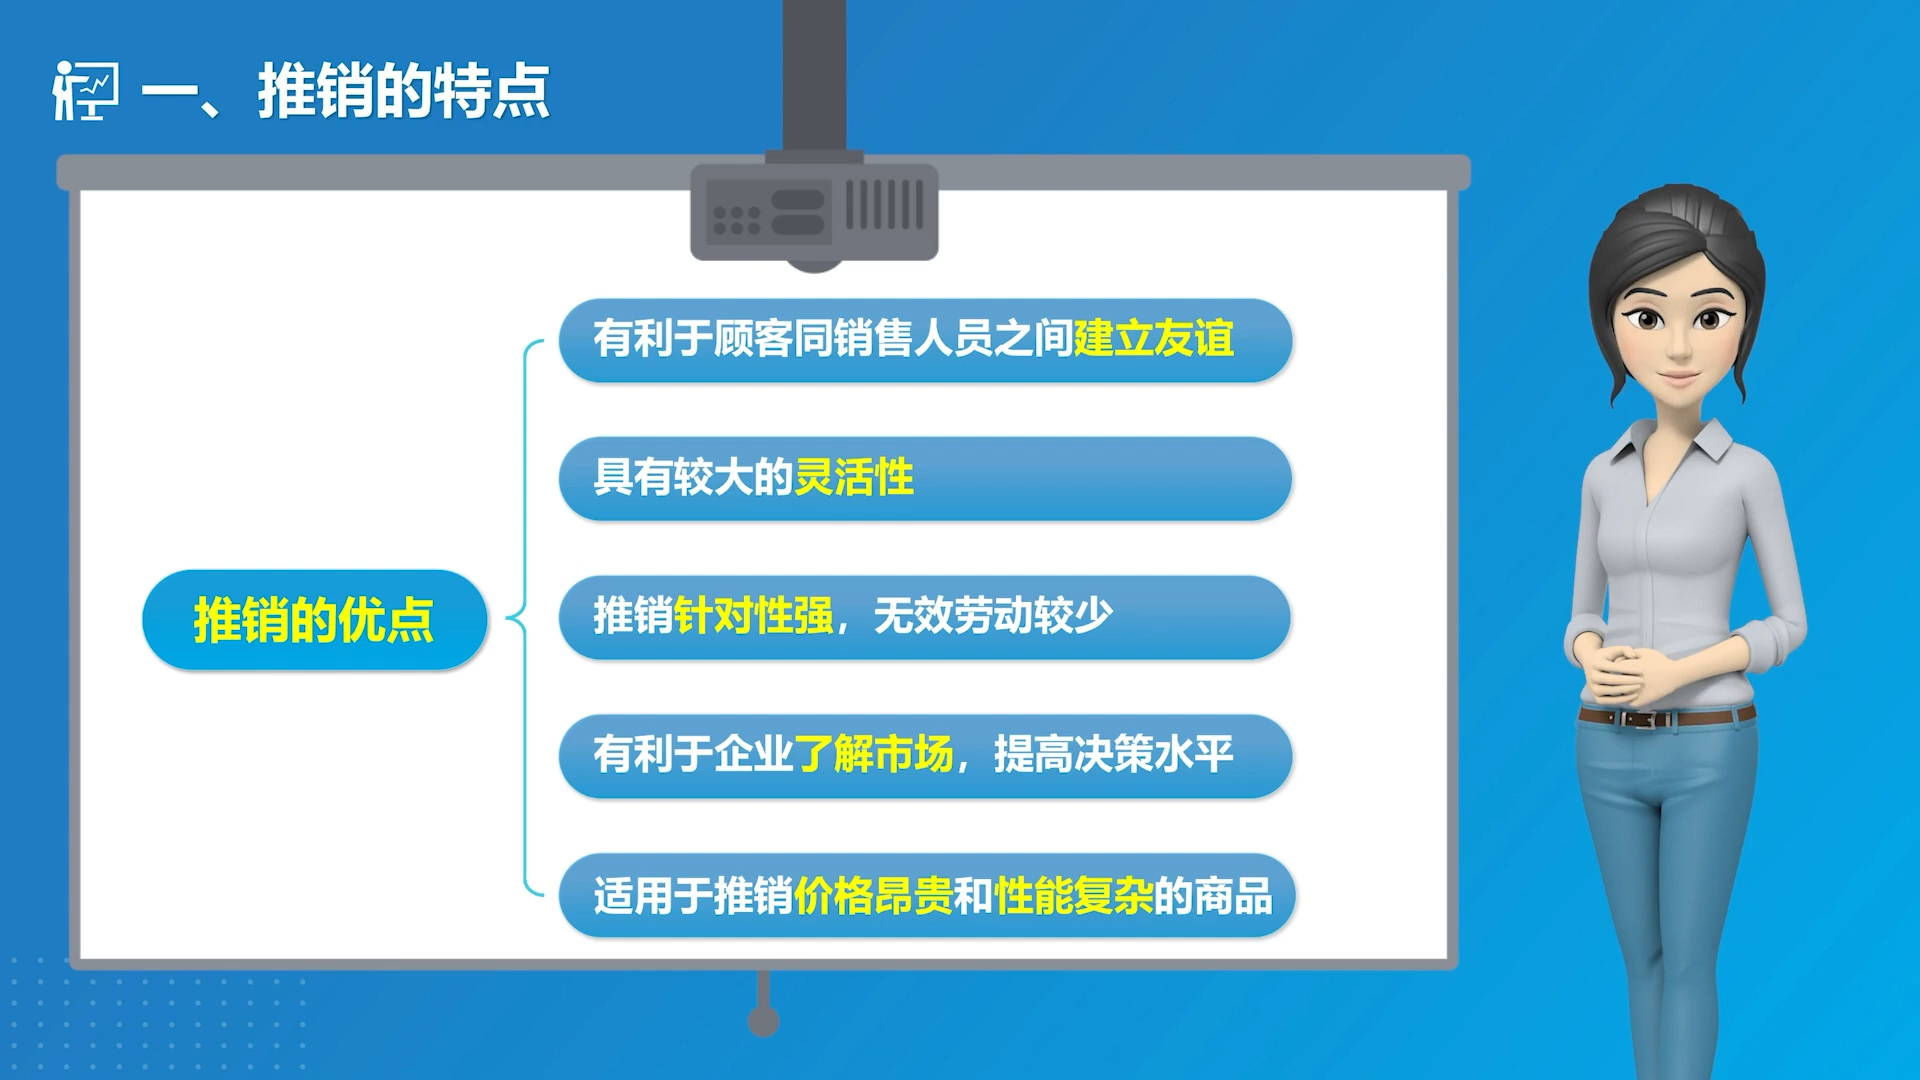 一、推销的特点
推销的优点
有利于顾客同销售人员之间建立友谊
具有较大的灵活性
推销针对性强，无效劳动较少
有利于企业了解市场，提高决策水平
适用于推销价格昂贵和性能复杂的商品